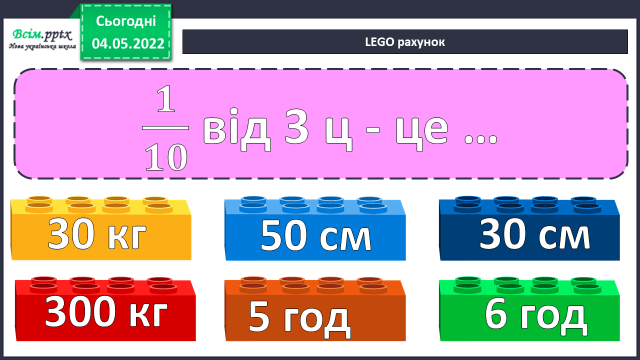 Всім.pptx
Нова українська школа
Сьогодні
04.05.2022
LEGO рахунок
1/10 від 3 ц - це ...
30 кг
50 см
30 см
300 кг
5 год
6 год